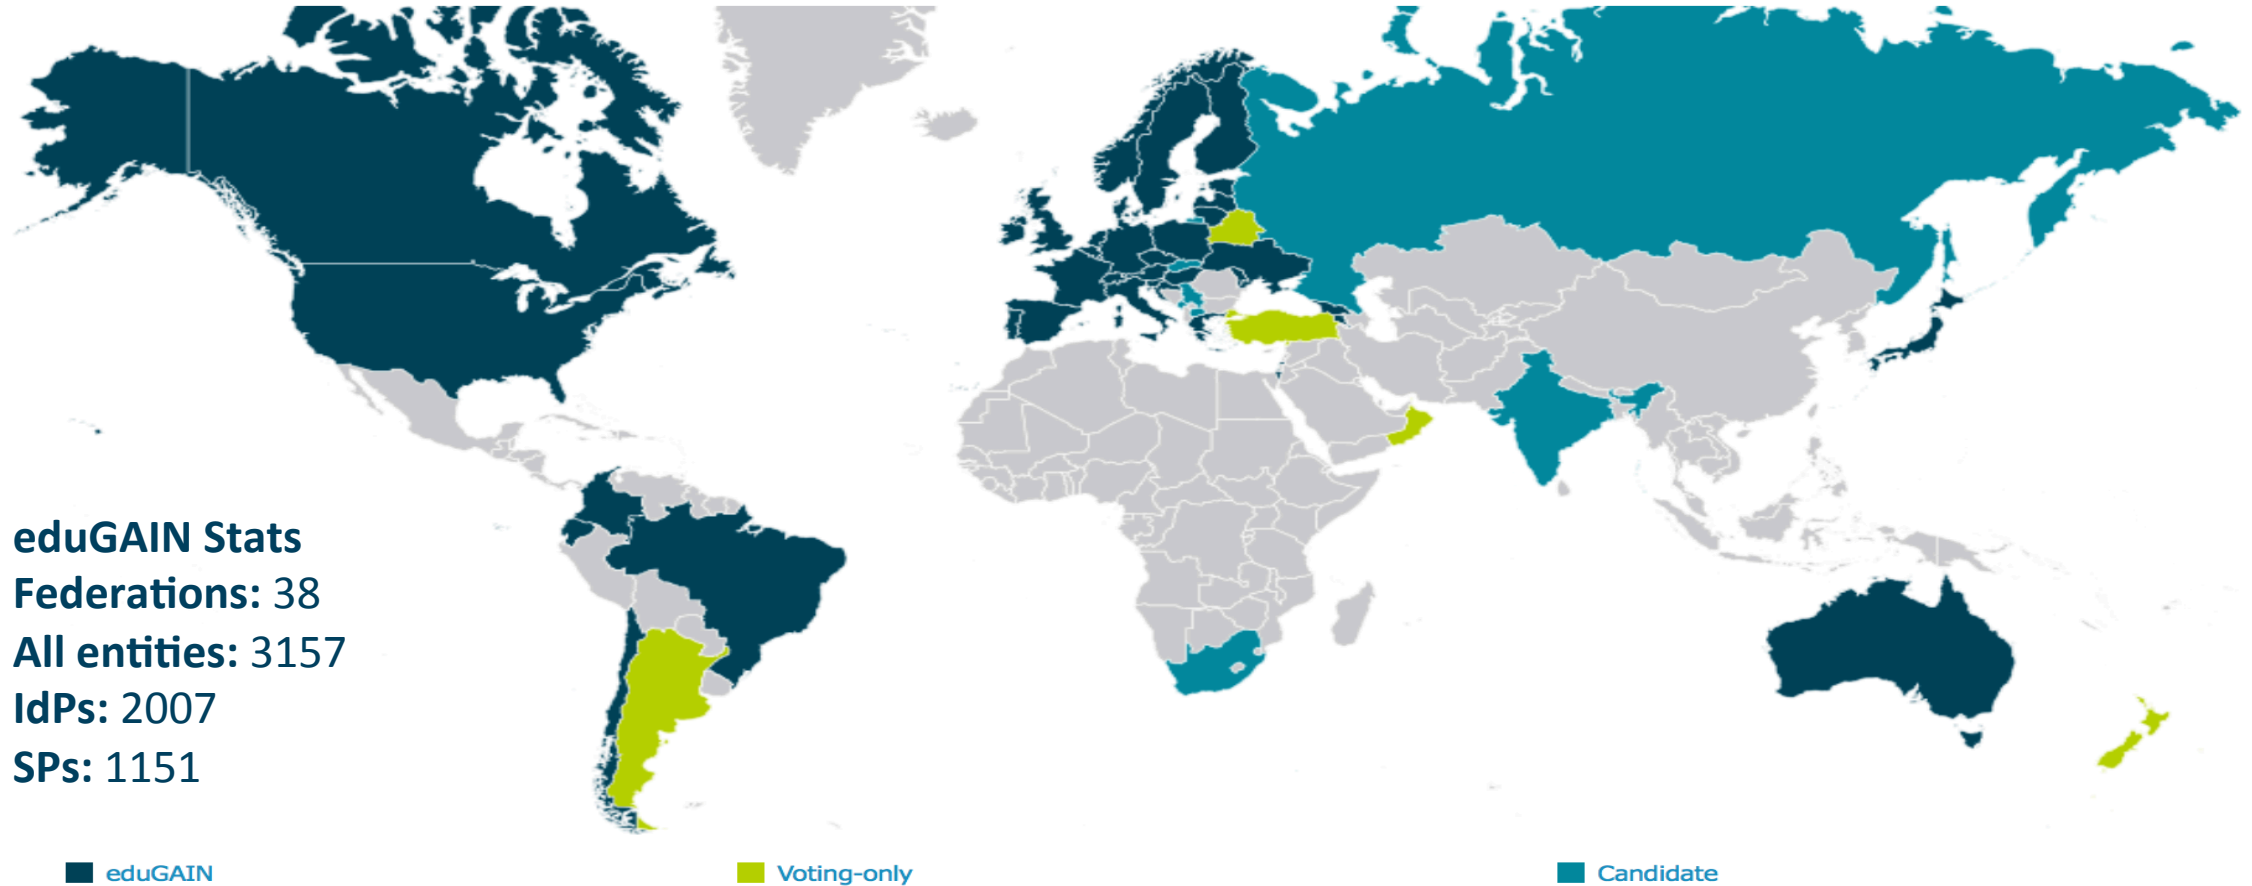 eduGAIN Stats
Federations: 38
All entities: 3157
IdPs: 2007
SPs: 1151
eduGAIN
Voting-only
Candidate